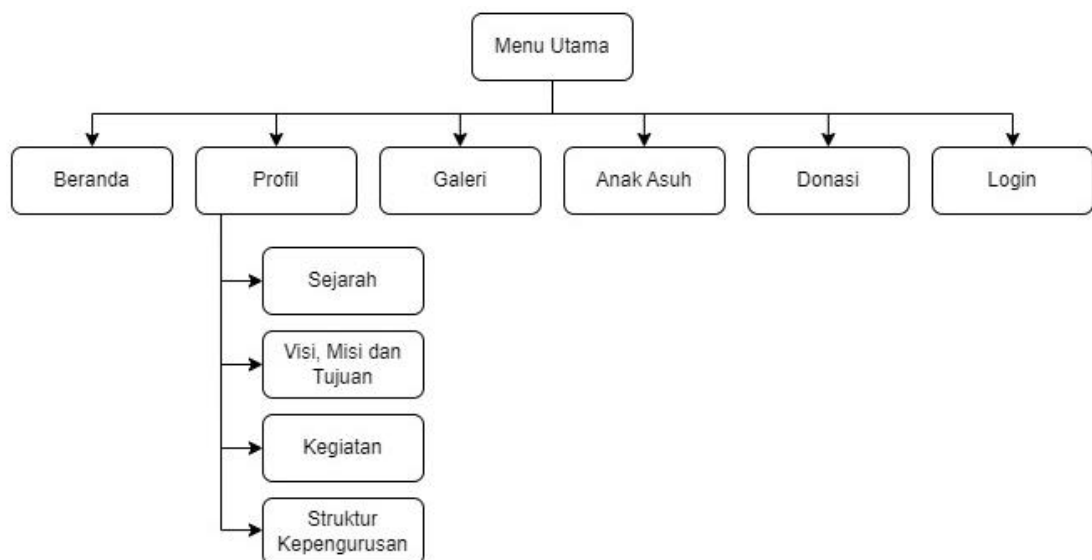 Menu Utama
Beranda
Profil
Galeri
Anak Asuh
Donasi
Login
Sejarah
Visi, Misi dan
Tujuan
Kegiatan
Struktur
Kepengurusan